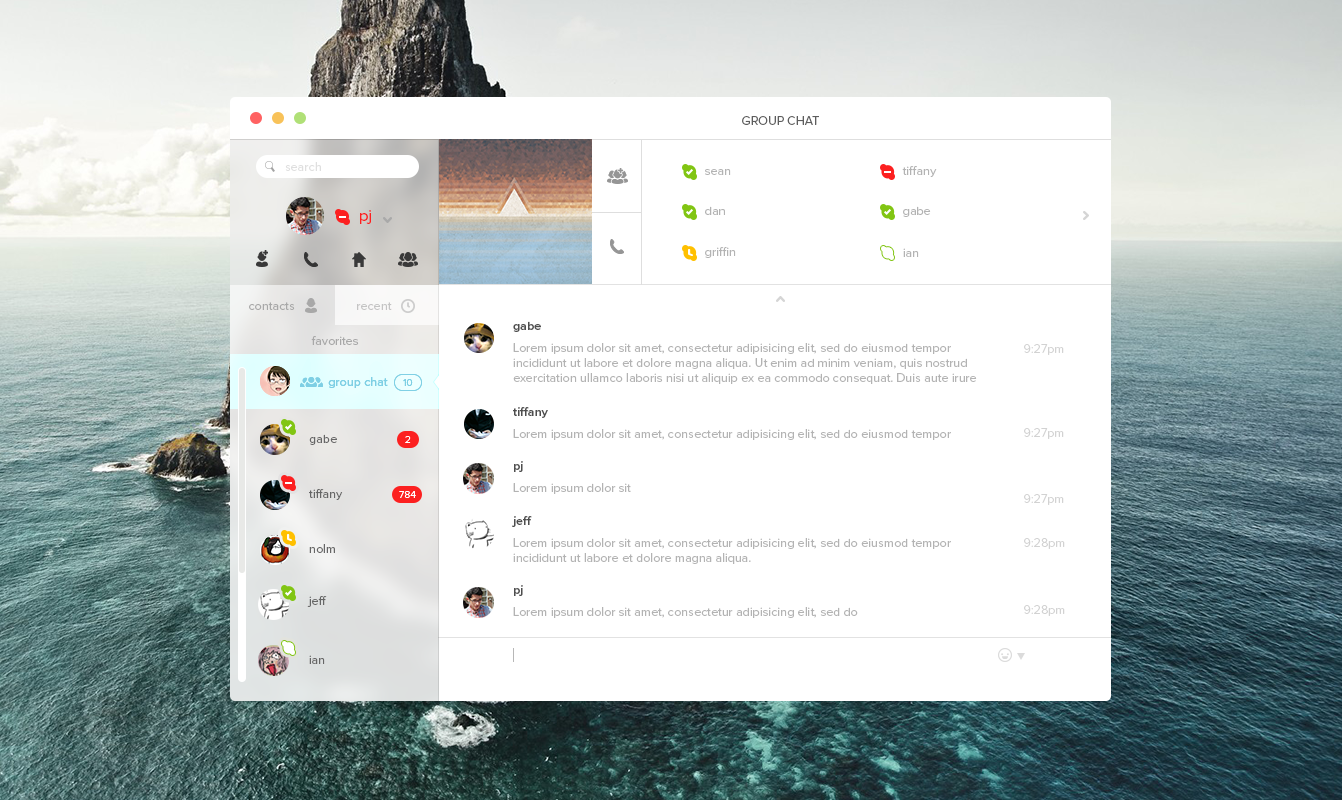 GROUP CHAT
search
pj
contacts
recent
favorites
group chat 10
gabe 2
tiffany 784
nolm
jeff
ian
sean
tiffany
dan
gabe
griffin
ian
gabe
Lorem ipsum dolor sit amet, consectetur adipisicing elit, sed do eiusmod tempor
9:27pm
incididunt ut labore et dolore magna aliqua. Ut enim ad minim veniam, quis nostrud
exercitation ullamco laboris nisi ut aliquip ex ea commodo consequat. Duis aute irure
tiffany
Lorem ipsum dolor sit amet, consectetur adipisicing elit, sed do eiusmod tempor
9:27pm
pj
Lorem ipsum dolor sit
9:27pm
jeff
Lorem ipsum dolor sit amet, consectetur adipisicing elit, sed do eiusmod tempor
9:28pm
incididunt ut labore et dolore magna aliqua.
pj
Lorem ipsum dolor sit amet, consectetur adipisicing elit, sed do
9:28pm